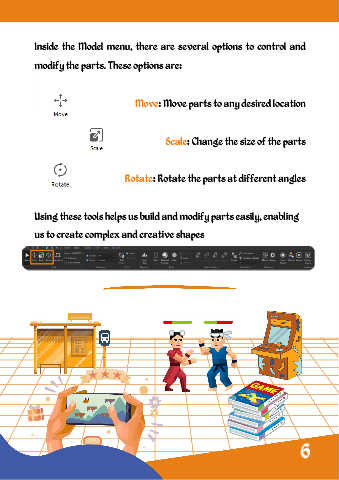 Inside the Model menu, there are several options to control and
modify the parts. These options are:
Move
Move: Move parts to any desired location
Scale
Scale: Change the size of the parts
Rotate
Rotate: Rotate the parts at different angles
Using these tools helps us build and modify parts easily, enabling
us to create complex and creative shapes
GAME
6